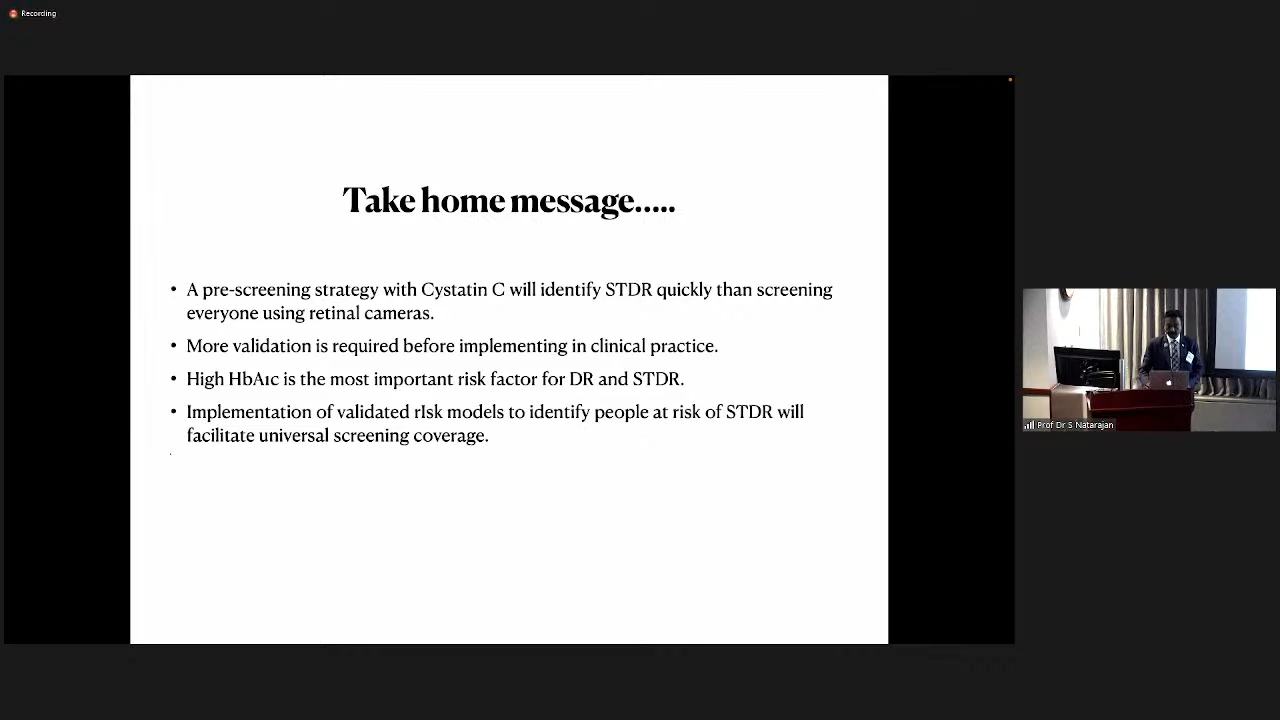 Recording
Take home message.....
• A pre-screening strategy with Cystatin C will identify STDR quickly than screening
everyone using retinal cameras.
• More validation is required before implementing in clinical practice.
• High HbA1c is the most important risk factor for DR and STDR.
• Implementation of validated rIsk models to identify people at risk of STDR will
facilitate universal screening coverage.
Prof Dr S Natarajan